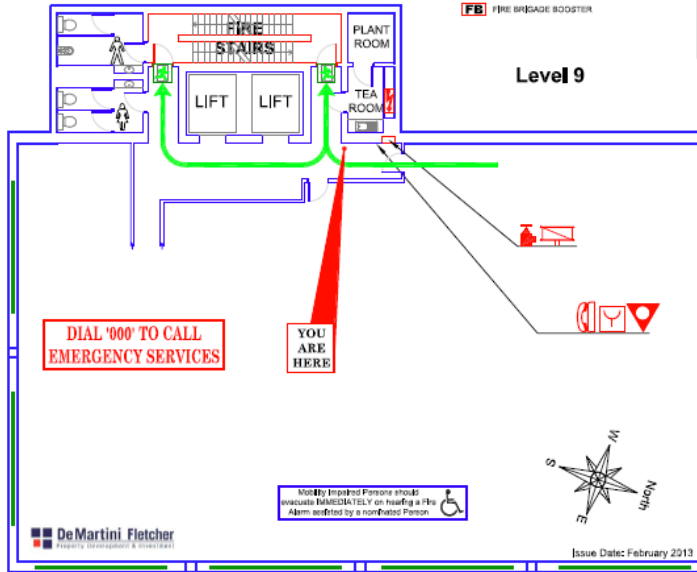 FB FIRE BRIGADE BOOSTER
FIRE
STAIRS
PLANT
ROOM
Level 9
LIFT
LIFT
TEA
ROOM
DIAL '000' TO CALL
EMERGENCY SERVICES
YOU
ARE
HERE
W
S
North
E
Mobility Impaired Persons should
evacuate IMMEDIATELY on hearing a Fire
Alarm assisted by a nominated Person
De Martini Fletcher
Property Development & Investment
Issue Date: February 2013